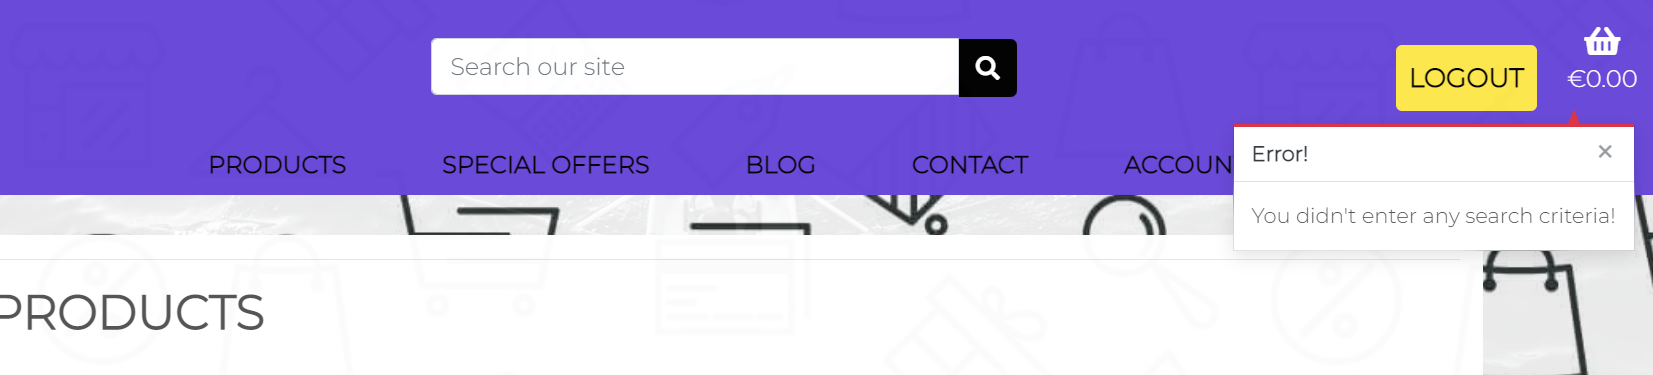 Search our site
LOGOUT
€0.00
PRODUCTS SPECIAL OFFERS BLOG CONTACT ACCOUN
Error! ×
You didn't enter any search criteria!
PRODUCTS